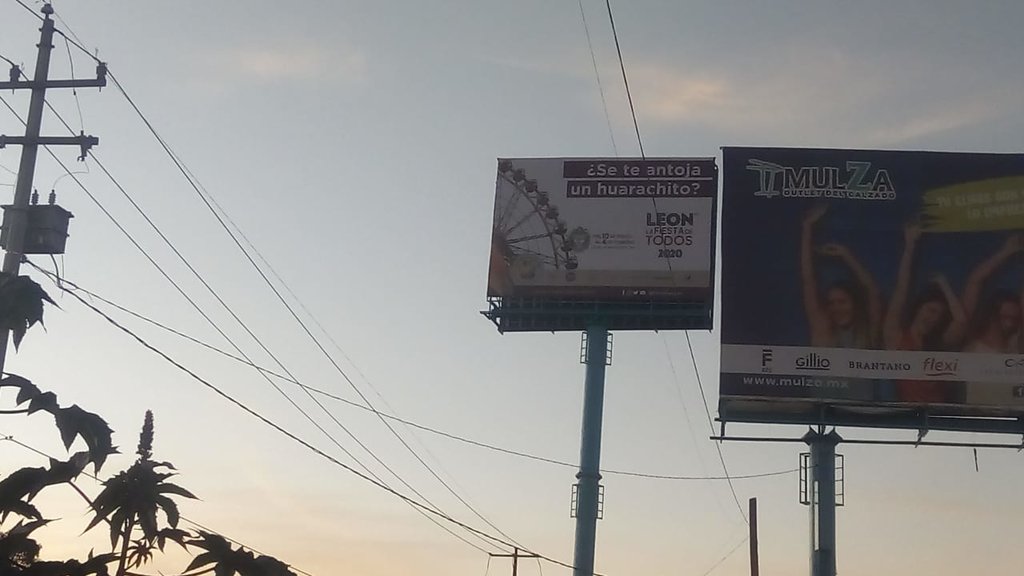 ¿Se te antoja
un huarachito?
LEON
LA FIESTA DE
TODOS
2020
MULZA
OUTLET DEL CALZADO
Gillio
BRANTANO
flexi
www.mulza.mx